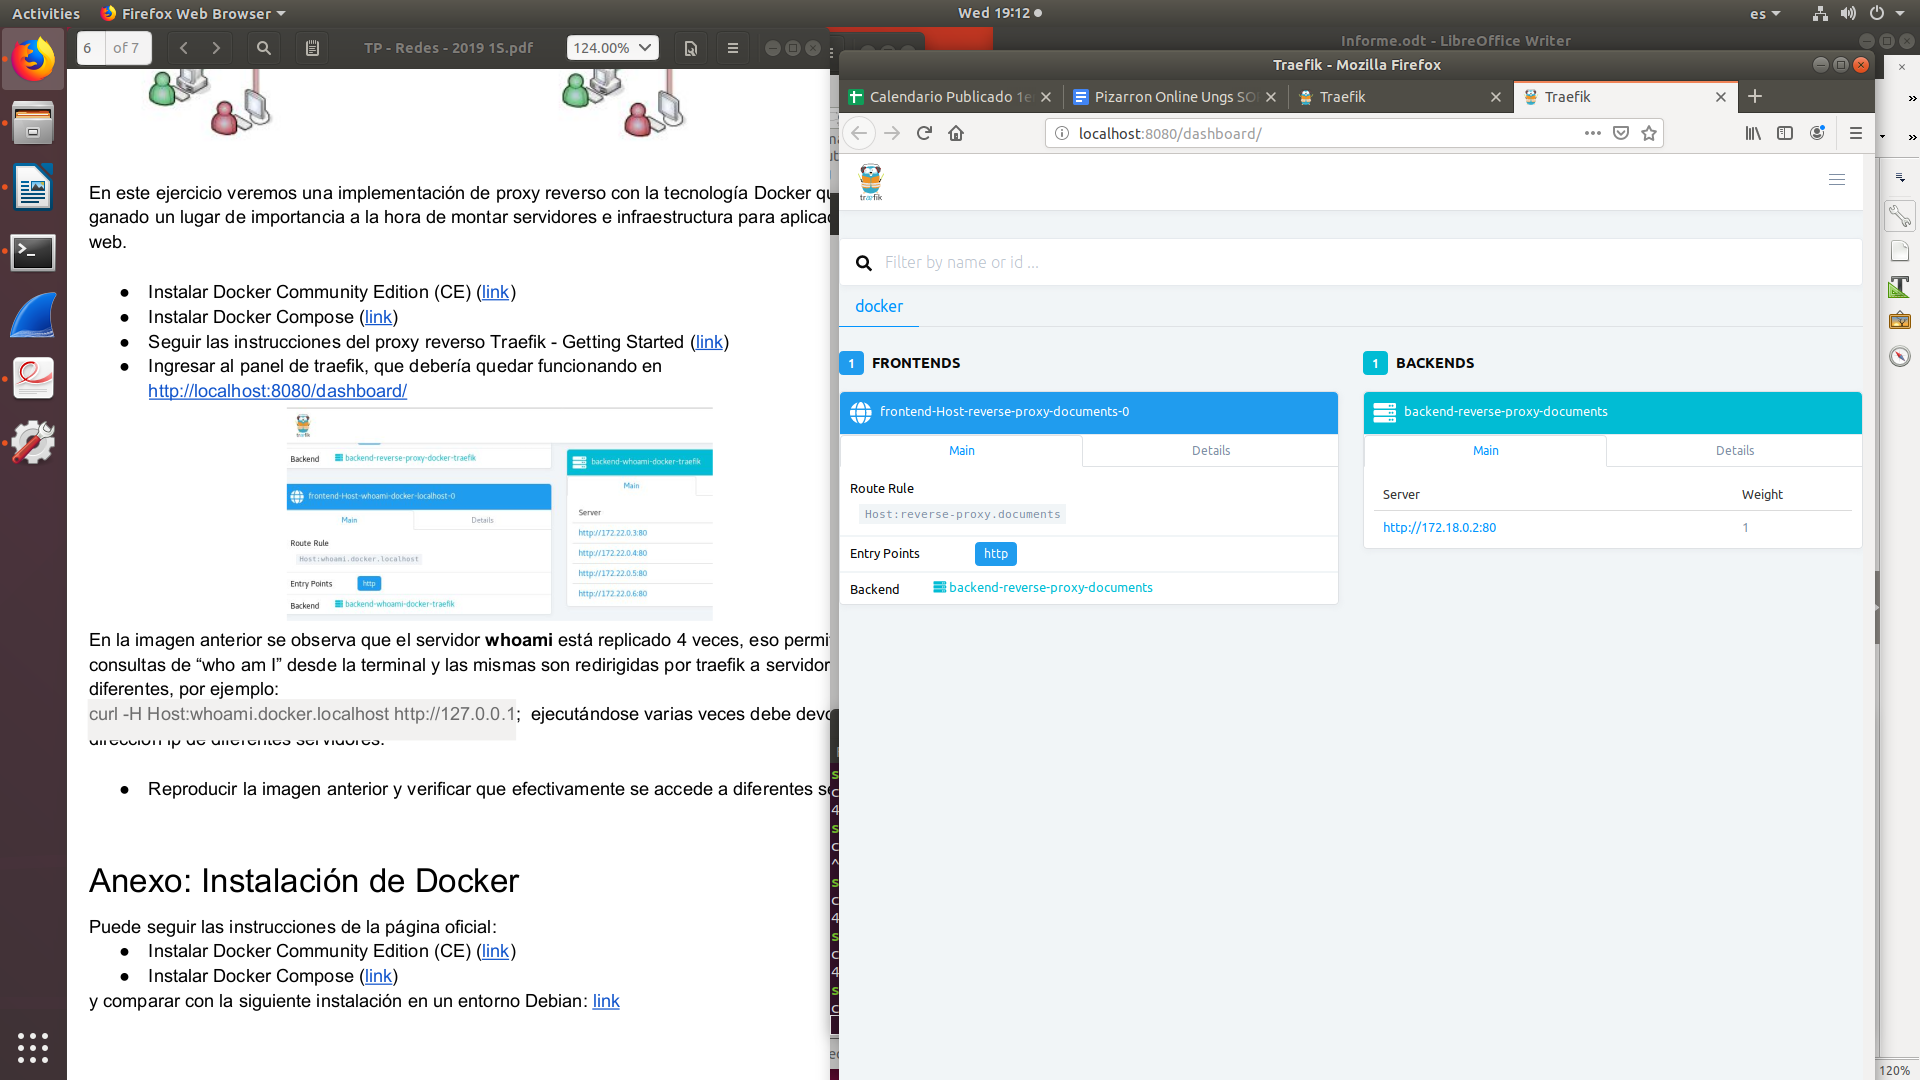 Activities
Firefox Web Browser
Wed 19:12
es
6
of 7
TP - Redes - 2019 1S.pdf
124.00%
Informe.odt - LibreOffice Writer
En este ejercicio veremos una implementación de proxy reverso con la tecnología Docker
ganado un lugar de importancia a la hora de montar servidores e infraestructura para
web.
● Instalar Docker Community Edition (CE) (link)
● Instalar Docker Compose (link)
● Seguir las instrucciones del proxy reverso Traefik - Getting Started (link)
● Ingresar al panel de traefik, que debería quedar funcionando en
http://localhost:8080/dashboard/
træfik
Backend
backend-reverse-proxy-docker-traefik
frontend-Host-whoami-docker-localhost-0
Main
Details
Route Rule
Host:whoami.docker.localhost
Entry Points
http
Backend
backend-whoami-docker-traefik
backend-whoami-docker-traefik
Main
Server
http://172.22.0.3:80
http://172.22.0.4:80
http://172.22.0.5:80
http://172.22.0.6:80
En la imagen anterior se observa que el servidor whoami está replicado 4 veces, eso
consultas de “who am I” desde la terminal y las mismas son redirigidas por traefik a
diferentes, por ejemplo:
curl -H Host:whoami.docker.localhost http://127.0.0.1; ejecutándose varias veces debe
dirección ip de diferentes servidores.
● Reproducir la imagen anterior y verificar que efectivamente se accede a diferentes
Anexo: Instalación de Docker
Puede seguir las instrucciones de la página oficial:
● Instalar Docker Community Edition (CE) (link)
● Instalar Docker Compose (link)
y comparar con la siguiente instalación en un entorno Debian: link
Traefik - Mozilla Firefox
Calendario Publicado 1e
Pizarron Online Ungs SO
Traefik
Traefik
localhost:8080/dashboard/
træfik
Filter by name or id ...
docker
1 FRONTENDS
frontend-Host-reverse-proxy-documents-0
Main
Details
Route Rule
Host:reverse-proxy.documents
Entry Points
http
Backend
backend-reverse-proxy-documents
1 BACKENDS
backend-reverse-proxy-documents
Main
Details
Server
Weight
http://172.18.0.2:80
1
120%